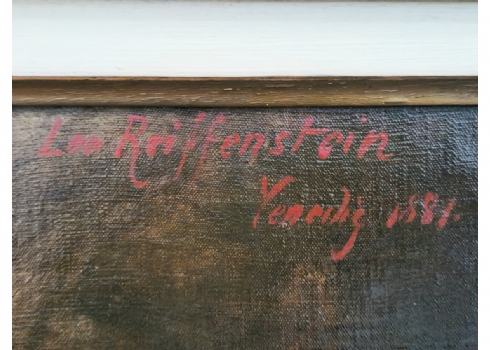 Leo Reiffenstein
Venedig 1881.